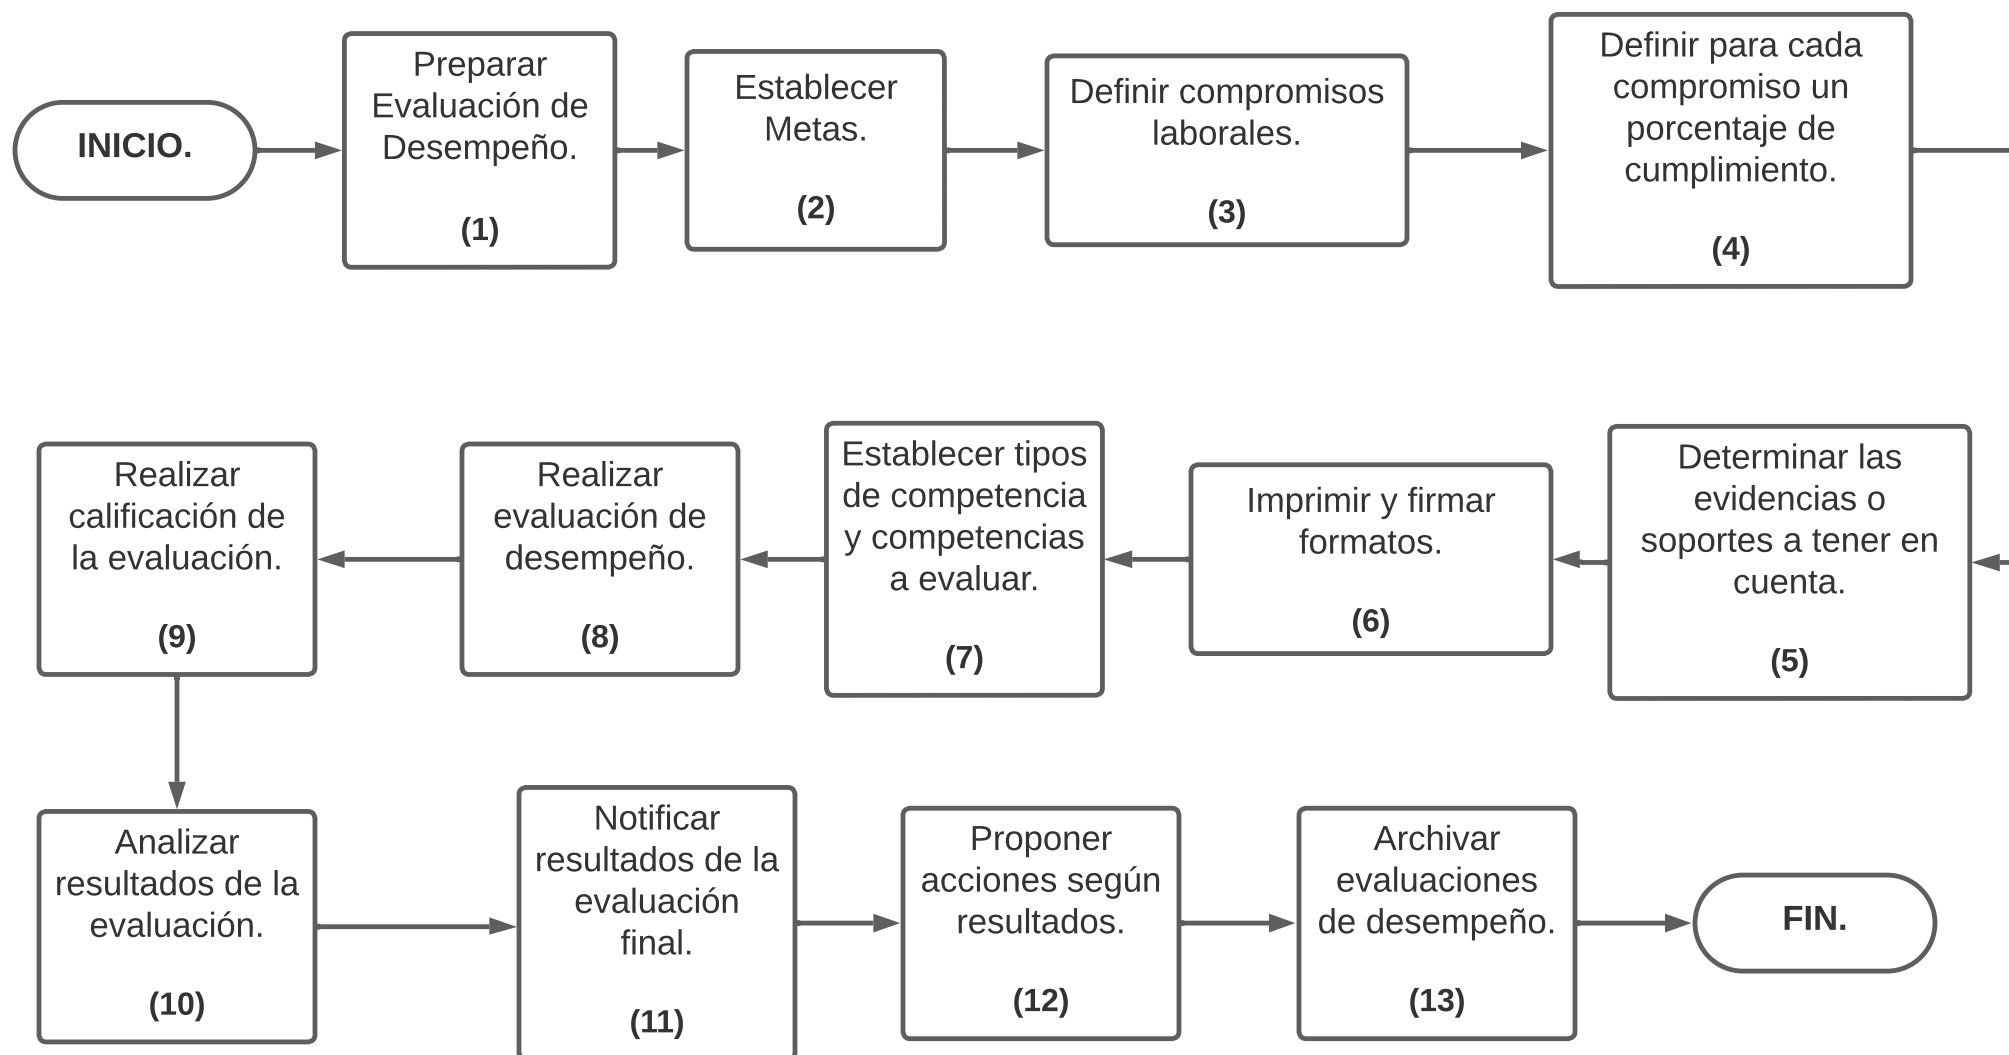 INICIO.
Preparar
Evaluación de
Desempeño.
(1)
Establecer
Metas.
(2)
Definir compromisos
laborales.
(3)
Definir para cada
compromiso un
porcentaje de
cumplimiento.
(4)
Determinar las
evidencias o
soportes a tener en
cuenta.
(5)
Imprimir y firmar
formatos.
(6)
Establecer tipos
de competencia
y competencias
a evaluar.
(7)
Realizar
evaluación de
desempeño.
(8)
Realizar
calificación de
la evaluación.
(9)
Analizar
resultados de la
evaluación.
(10)
Notificar
resultados de la
evaluación
final.
(11)
Proponer
acciones según
resultados.
(12)
Archivar
evaluaciones
de desempeño.
(13)
FIN.